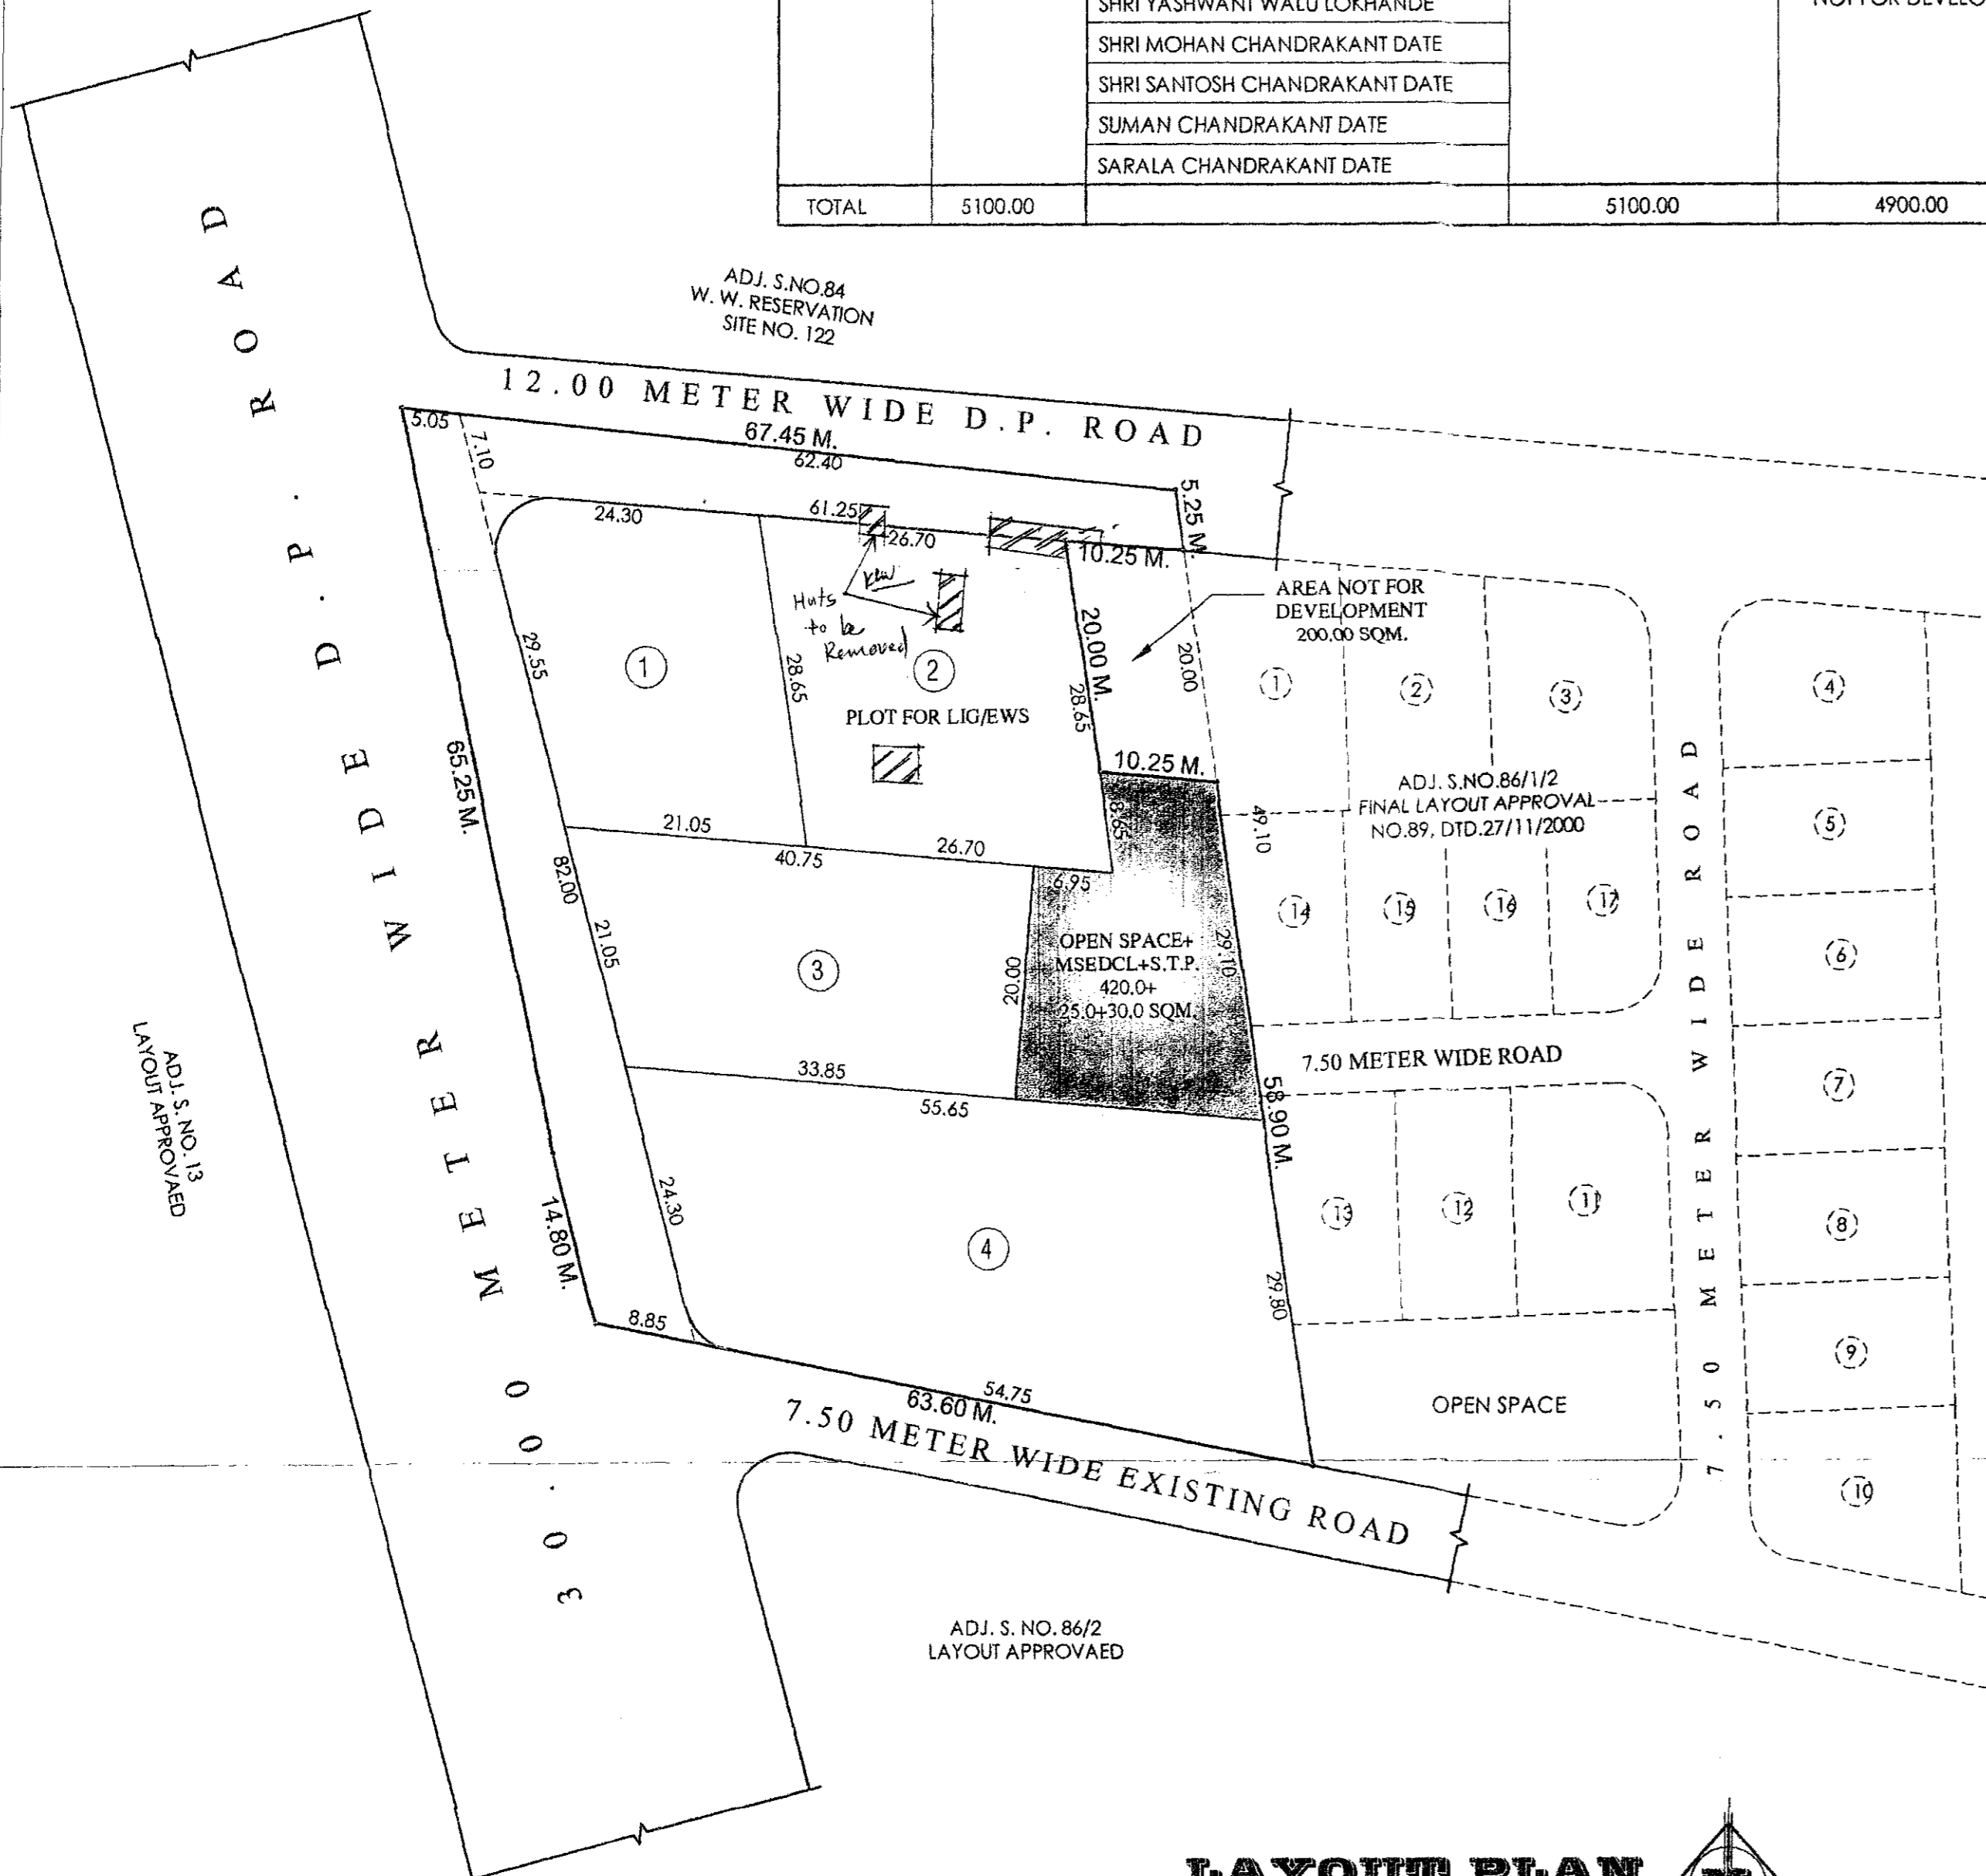 SHRI YASHWANT WALU LOKHANDE
SHRI MOHAN CHANDRAKANT DATE
SHRI SANTOSH CHANDRAKANT DATE
SUMAN CHANDRAKANT DATE
SARALA CHANDRAKANT DATE
TOTAL 5100.00 5100.00 4900.00
ADJ. S.NO.84
W. W. RESERVATION
SITE NO. 122
12.00 METER WIDE D.P. ROAD
5.05
67.45 M.
62.40
7.10
5.25 M.
24.30
61.25
26.70
10.25 M.
Huts
to be
Removed
AREA NOT FOR
DEVELOPMENT
200.00 SQM.
29.55
1
28.65
2
PLOT FOR LIG/EWS
20.00 M.
28.65
20.00
1
2
3
4
65.25 M.
10.25 M.
8.65
49.10
ADJ. S.NO.86/1/2
FINAL LAYOUT APPROVAL
NO.89, DTD.27/11/2000
5
21.05
40.75
26.70
6.95
82.00
21.05
3
20.00
OPEN SPACE+
MSEDCL+S.T.P.
420.0+
25.0+30.0 SQM.
29.10
14
15
16
17
6
33.85
55.65
7.50 METER WIDE ROAD
7
58.90 M.
30.00 METER WIDE D.P. ROAD
ADJ. S. NO. 13
LAYOUT APPROVAED
14.80 M.
24.30
4
13
12
11
8
29.80
7.50 METER WIDE ROAD
8.85
54.75
63.60 M.
9
OPEN SPACE
7.50 METER WIDE EXISTING ROAD
10
ADJ. S. NO. 86/2
LAYOUT APPROVAED
LAYOUT PLAN